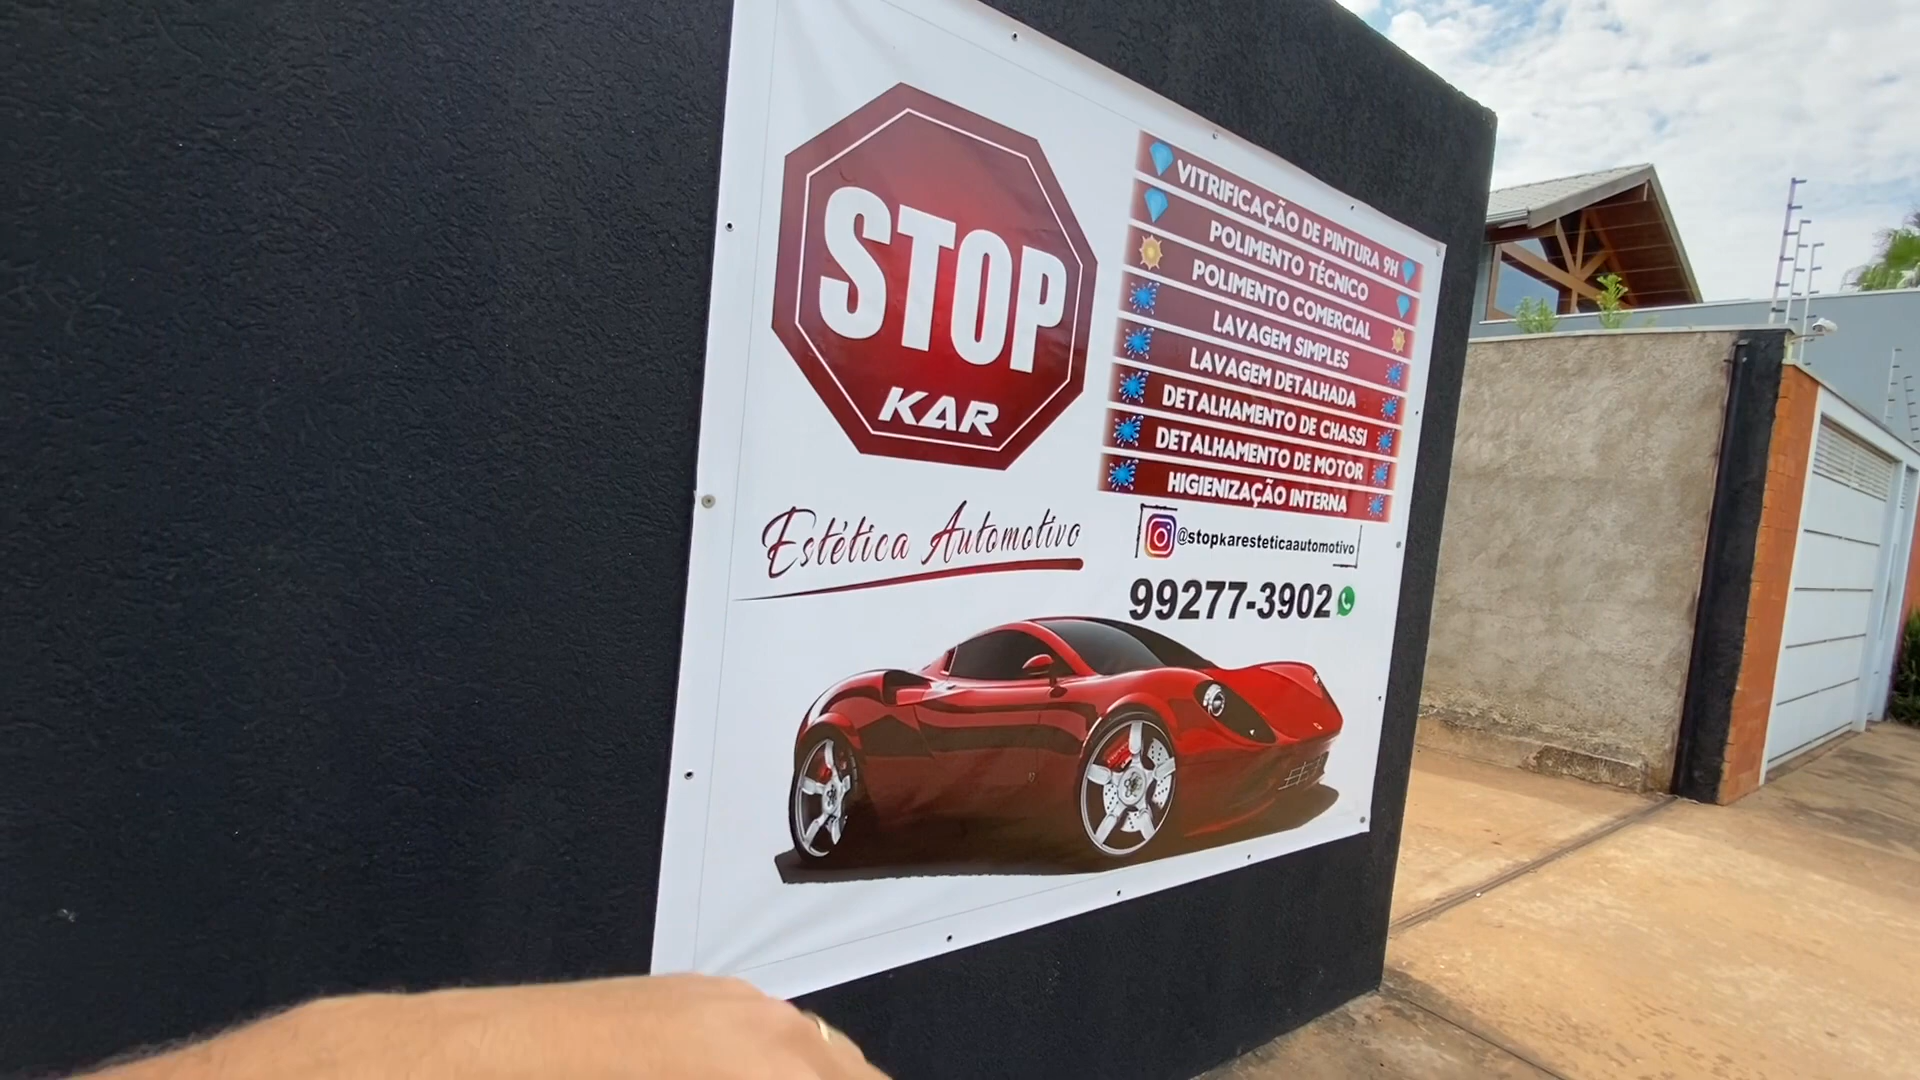 STOP
KAR
Estética Automotivo
VITRIFICAÇÃO DE PINTURA 9H
POLIMENTO TÉCNICO
POLIMENTO COMERCIAL
LAVAGEM SIMPLES
LAVAGEM DETALHADA
DETALHAMENTO DE CHASSI
DETALHAMENTO DE MOTOR
HIGIENIZAÇÃO INTERNA
@stopkaresteticaautomotivo
99277-3902